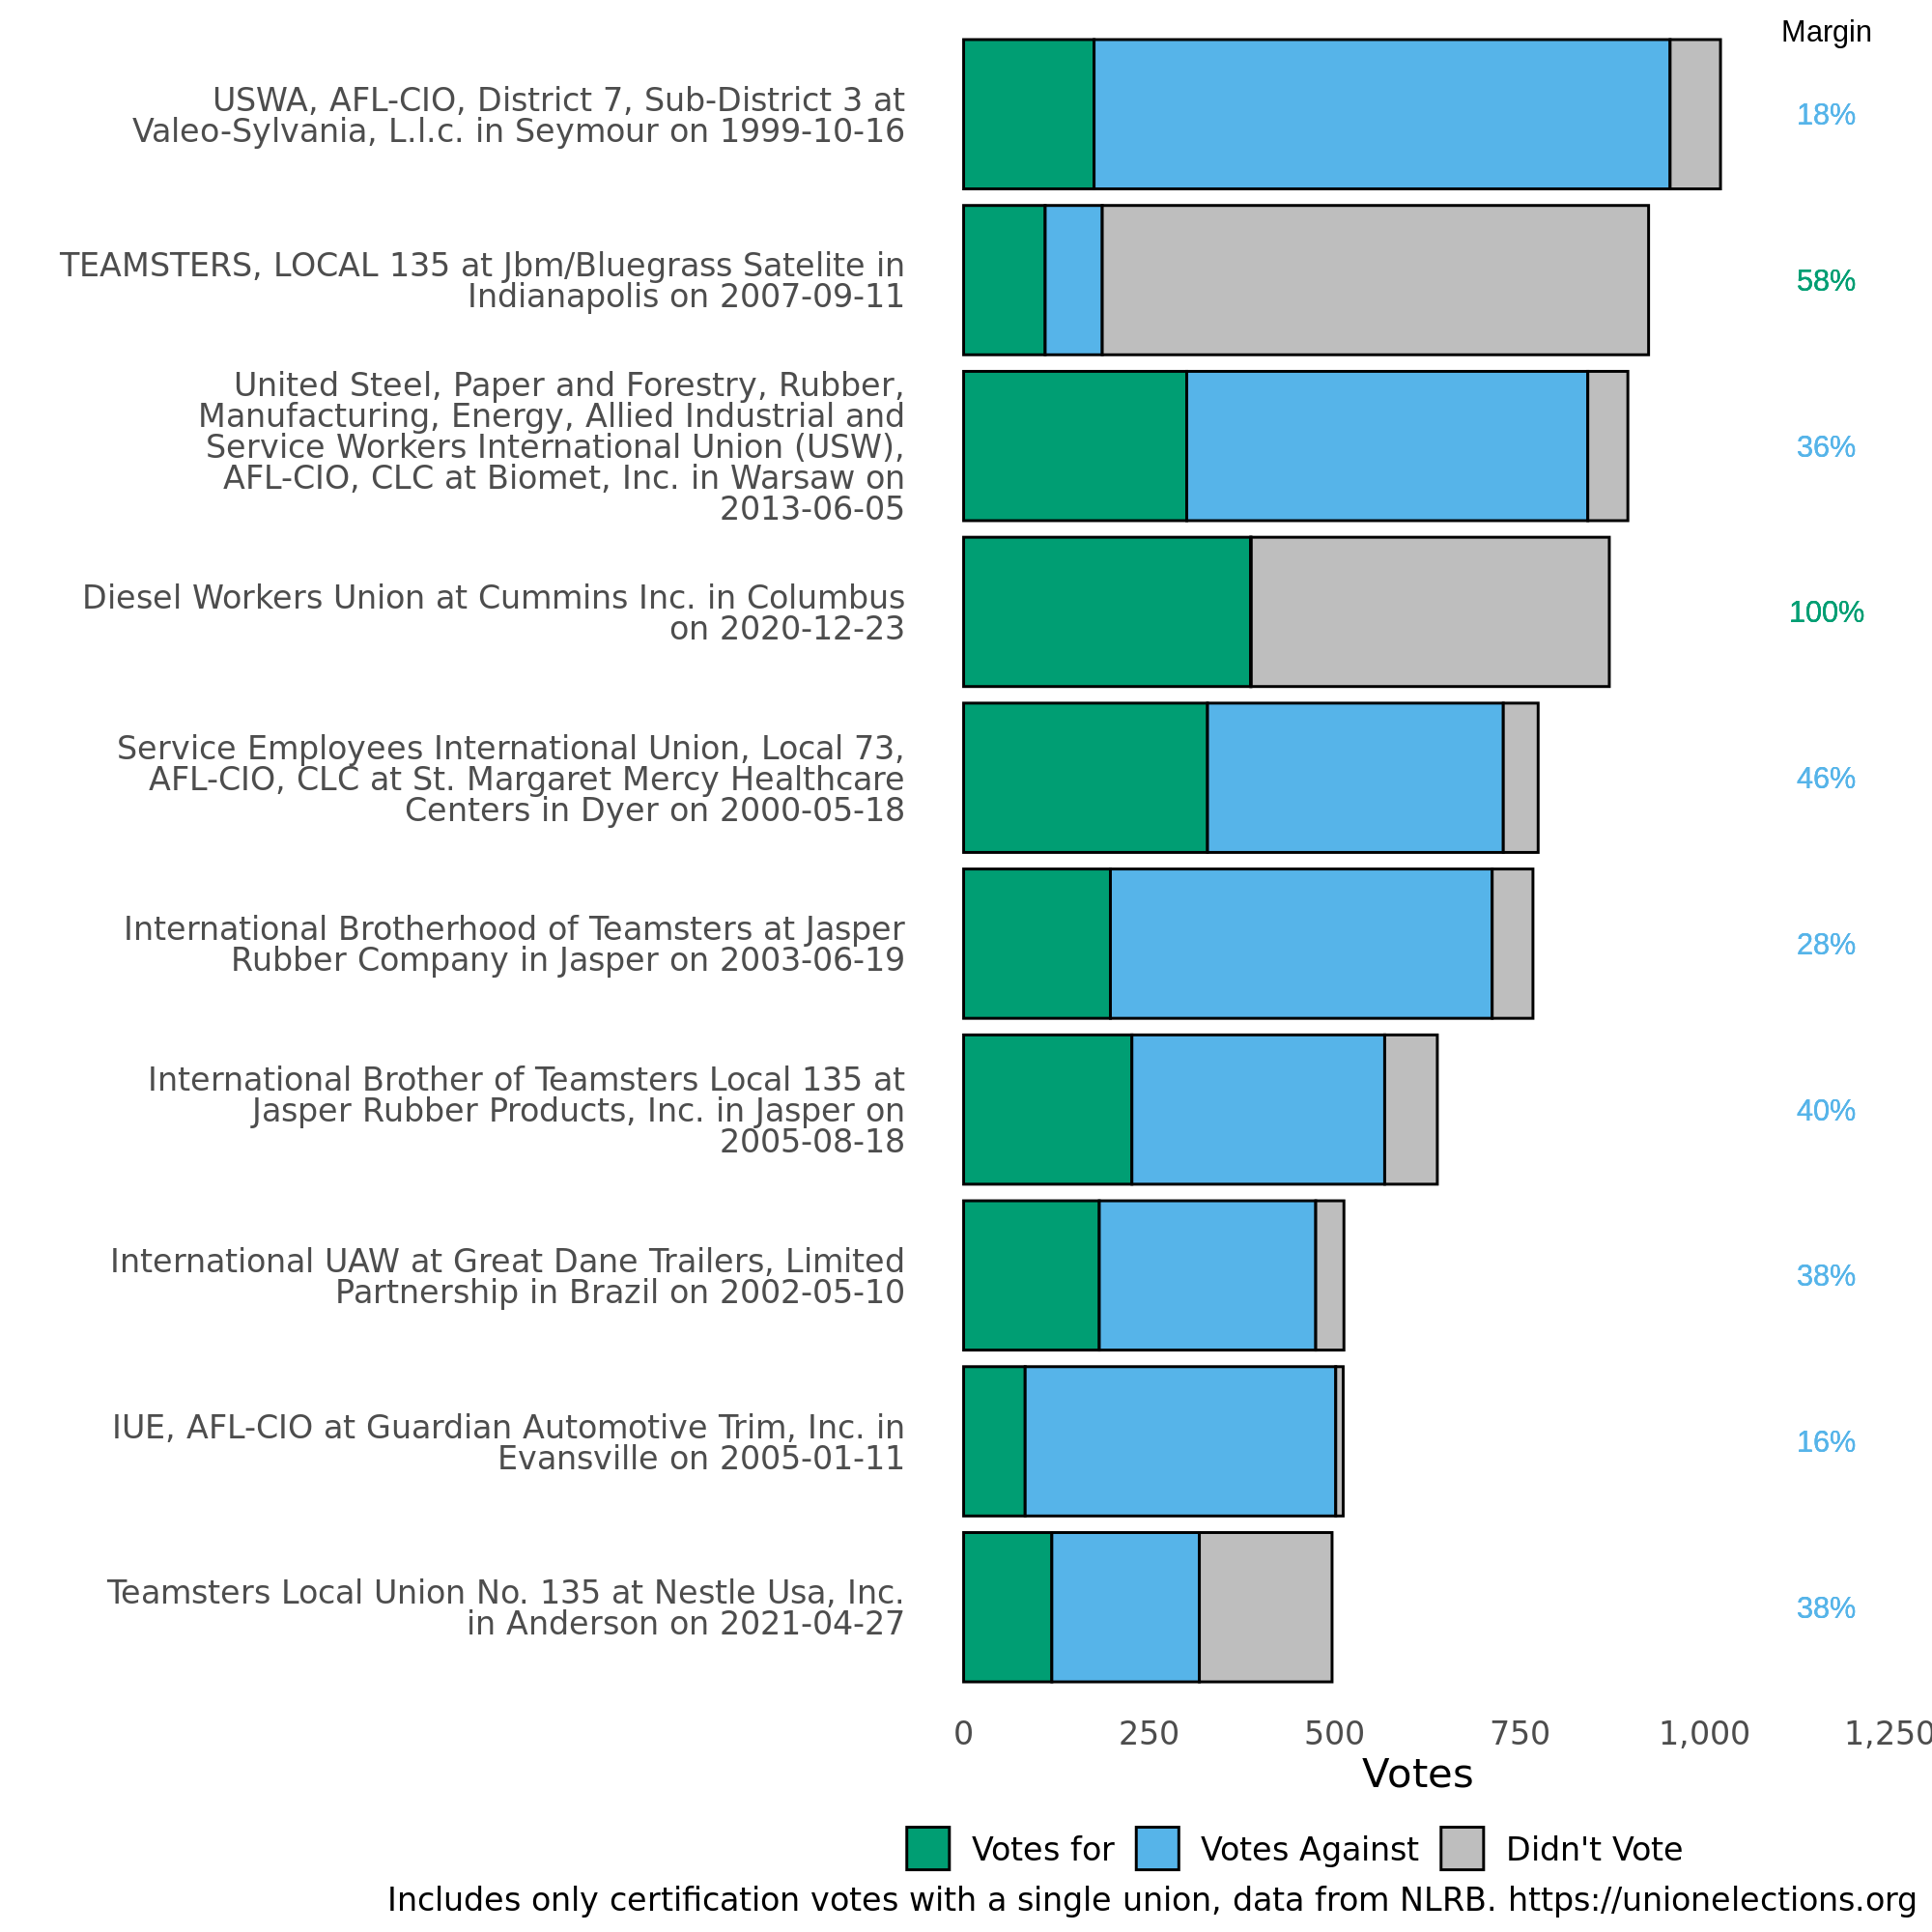 Margin
USWA, AFL-CIO, District 7, Sub-District 3 at
Valeo-Sylvania, L.l.c. in Seymour on 1999-10-16
18%
TEAMSTERS, LOCAL 135 at Jbm/Bluegrass Satelite in
Indianapolis on 2007-09-11
58%
United Steel, Paper and Forestry, Rubber,
Manufacturing, Energy, Allied Industrial and
Service Workers International Union (USW),
AFL-CIO, CLC at Biomet, Inc. in Warsaw on
2013-06-05
36%
Diesel Workers Union at Cummins Inc. in Columbus
on 2020-12-23
100%
Service Employees International Union, Local 73,
AFL-CIO, CLC at St. Margaret Mercy Healthcare
Centers in Dyer on 2000-05-18
46%
International Brotherhood of Teamsters at Jasper
Rubber Company in Jasper on 2003-06-19
28%
International Brother of Teamsters Local 135 at
Jasper Rubber Products, Inc. in Jasper on
2005-08-18
40%
International UAW at Great Dane Trailers, Limited
Partnership in Brazil on 2002-05-10
38%
IUE, AFL-CIO at Guardian Automotive Trim, Inc. in
Evansville on 2005-01-11
16%
Teamsters Local Union No. 135 at Nestle Usa, Inc.
in Anderson on 2021-04-27
38%
0 250 500 750 1,000 1,250
Votes
Votes for Votes Against Didn't Vote
Includes only certification votes with a single union, data from NLRB. https://unionelections.org